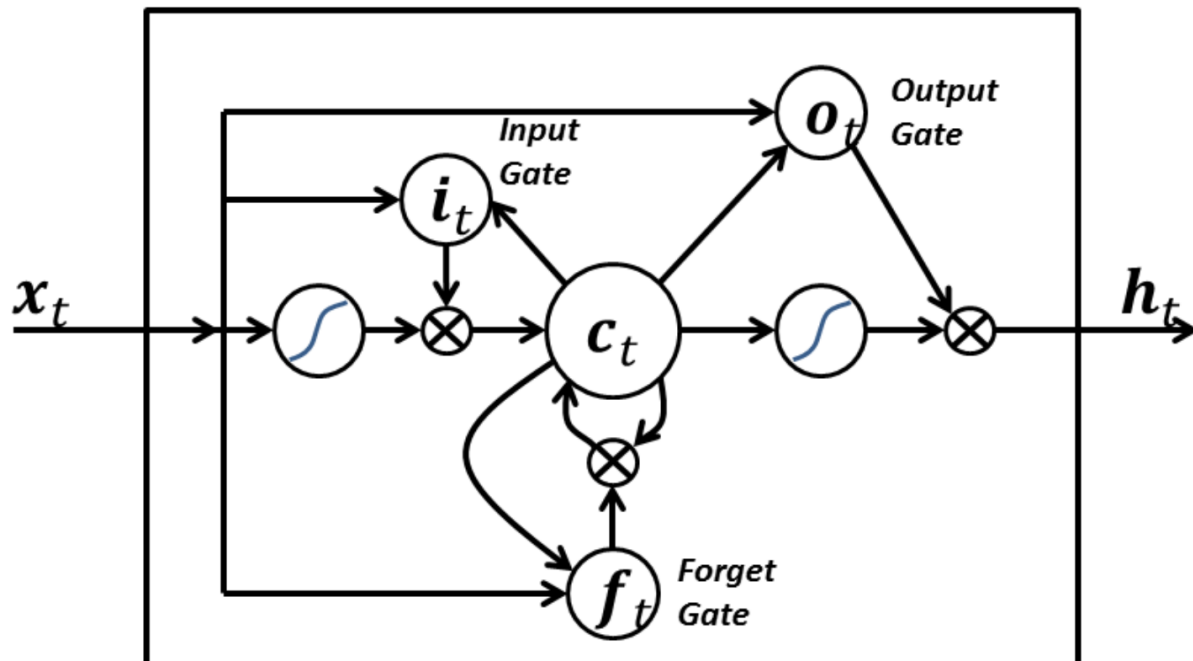 Output
Gate
o_t
Input
Gate
i_t
x_t
h_t
c_t
Forget
Gate
f_t